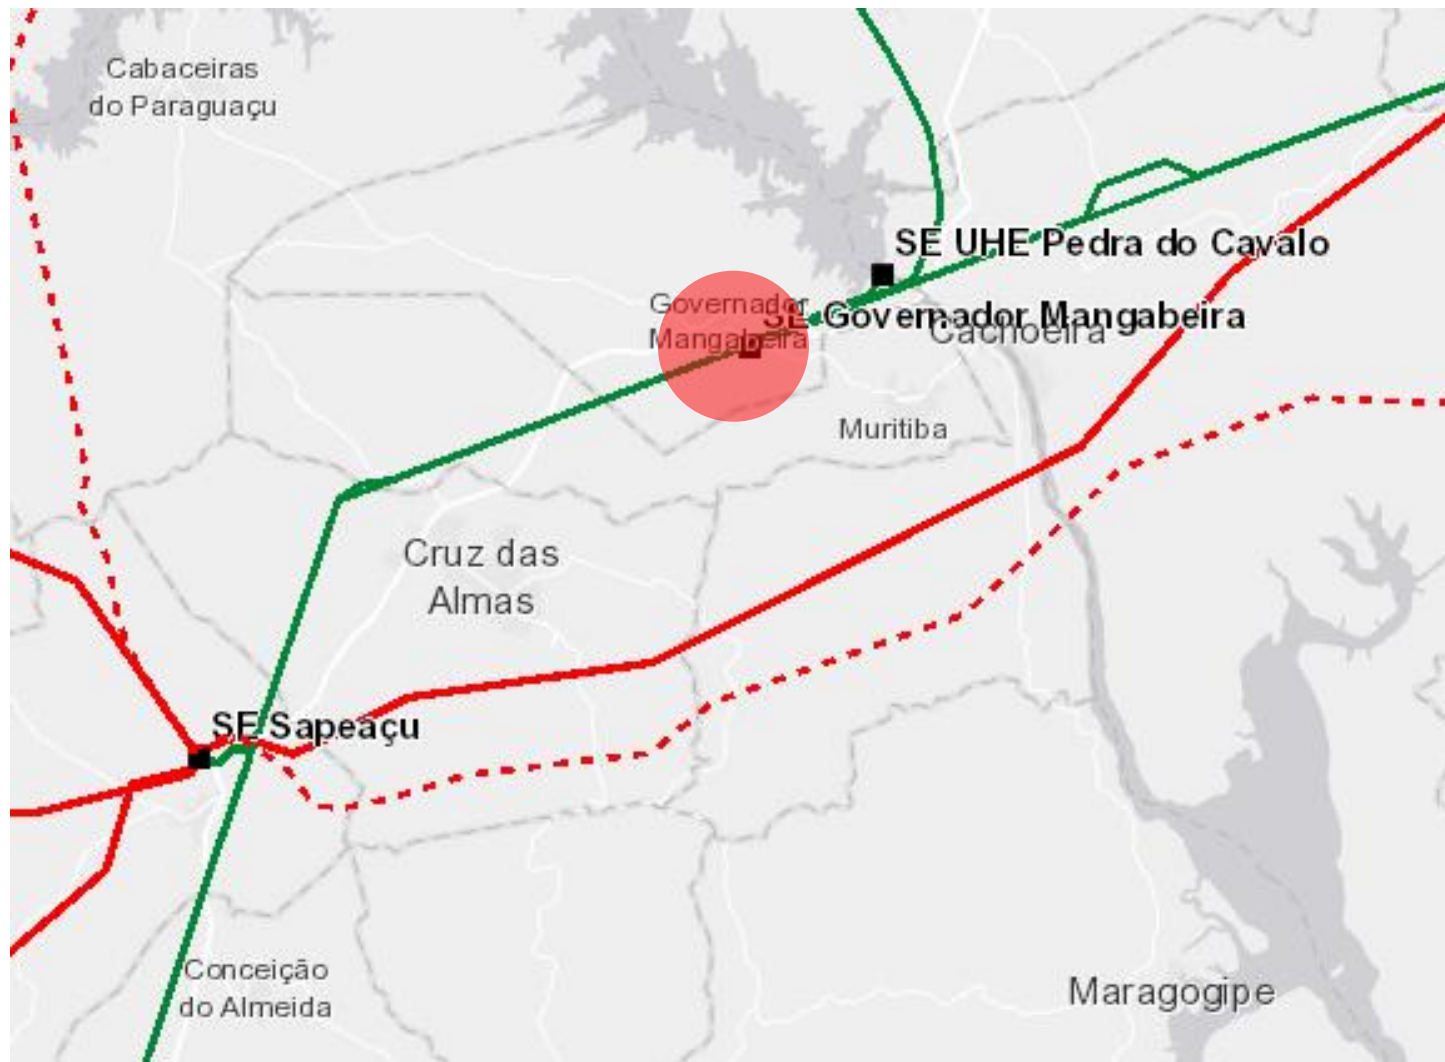 Cabaceiras
do Paraguaçu
SE UHE Pedra do Cavalo
Governador
Mangabeira
SE Governador Mangabeira
Cachoeira
Muritiba
Cruz das
Almas
SE Sapeaçu
Conceição
do Almeida
Maragogipe